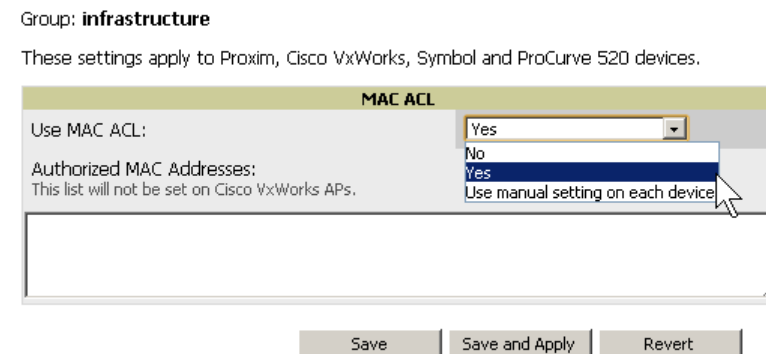 Group: infrastructure
These settings apply to Proxim, Cisco VxWorks, Symbol and ProCurve 520 devices.
MAC ACL
Use MAC ACL:
Yes
No
Yes
Use manual setting on each device
Authorized MAC Addresses:
This list will not be set on Cisco VxWorks APs.
Save
Save and Apply
Revert